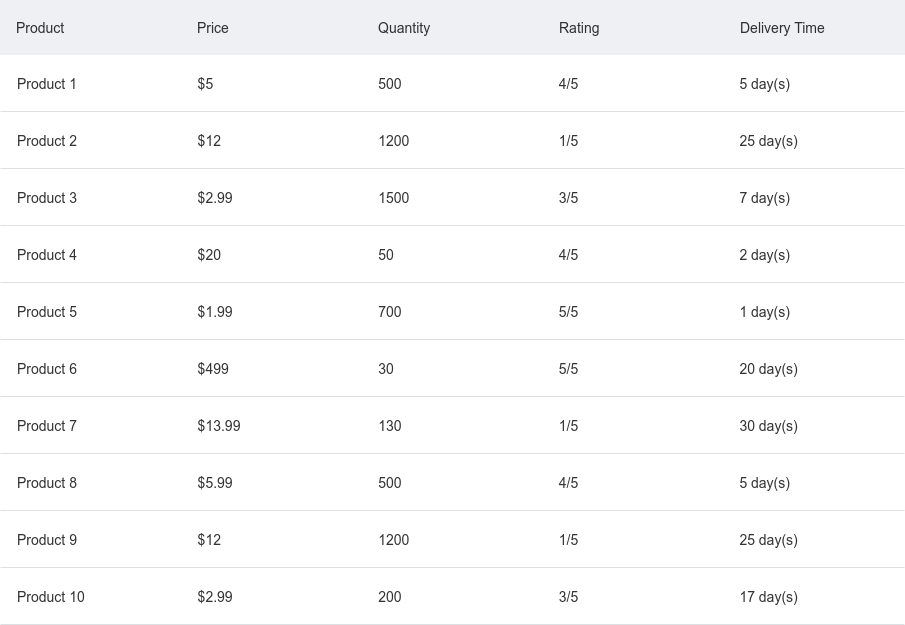 Product Price Quantity Rating Delivery Time
Product 1 $5 500 4/5 5 day(s)
Product 2 $12 1200 1/5 25 day(s)
Product 3 $2.99 1500 3/5 7 day(s)
Product 4 $20 50 4/5 2 day(s)
Product 5 $1.99 700 5/5 1 day(s)
Product 6 $499 30 5/5 20 day(s)
Product 7 $13.99 130 1/5 30 day(s)
Product 8 $5.99 500 4/5 5 day(s)
Product 9 $12 1200 1/5 25 day(s)
Product 10 $2.99 200 3/5 17 day(s)